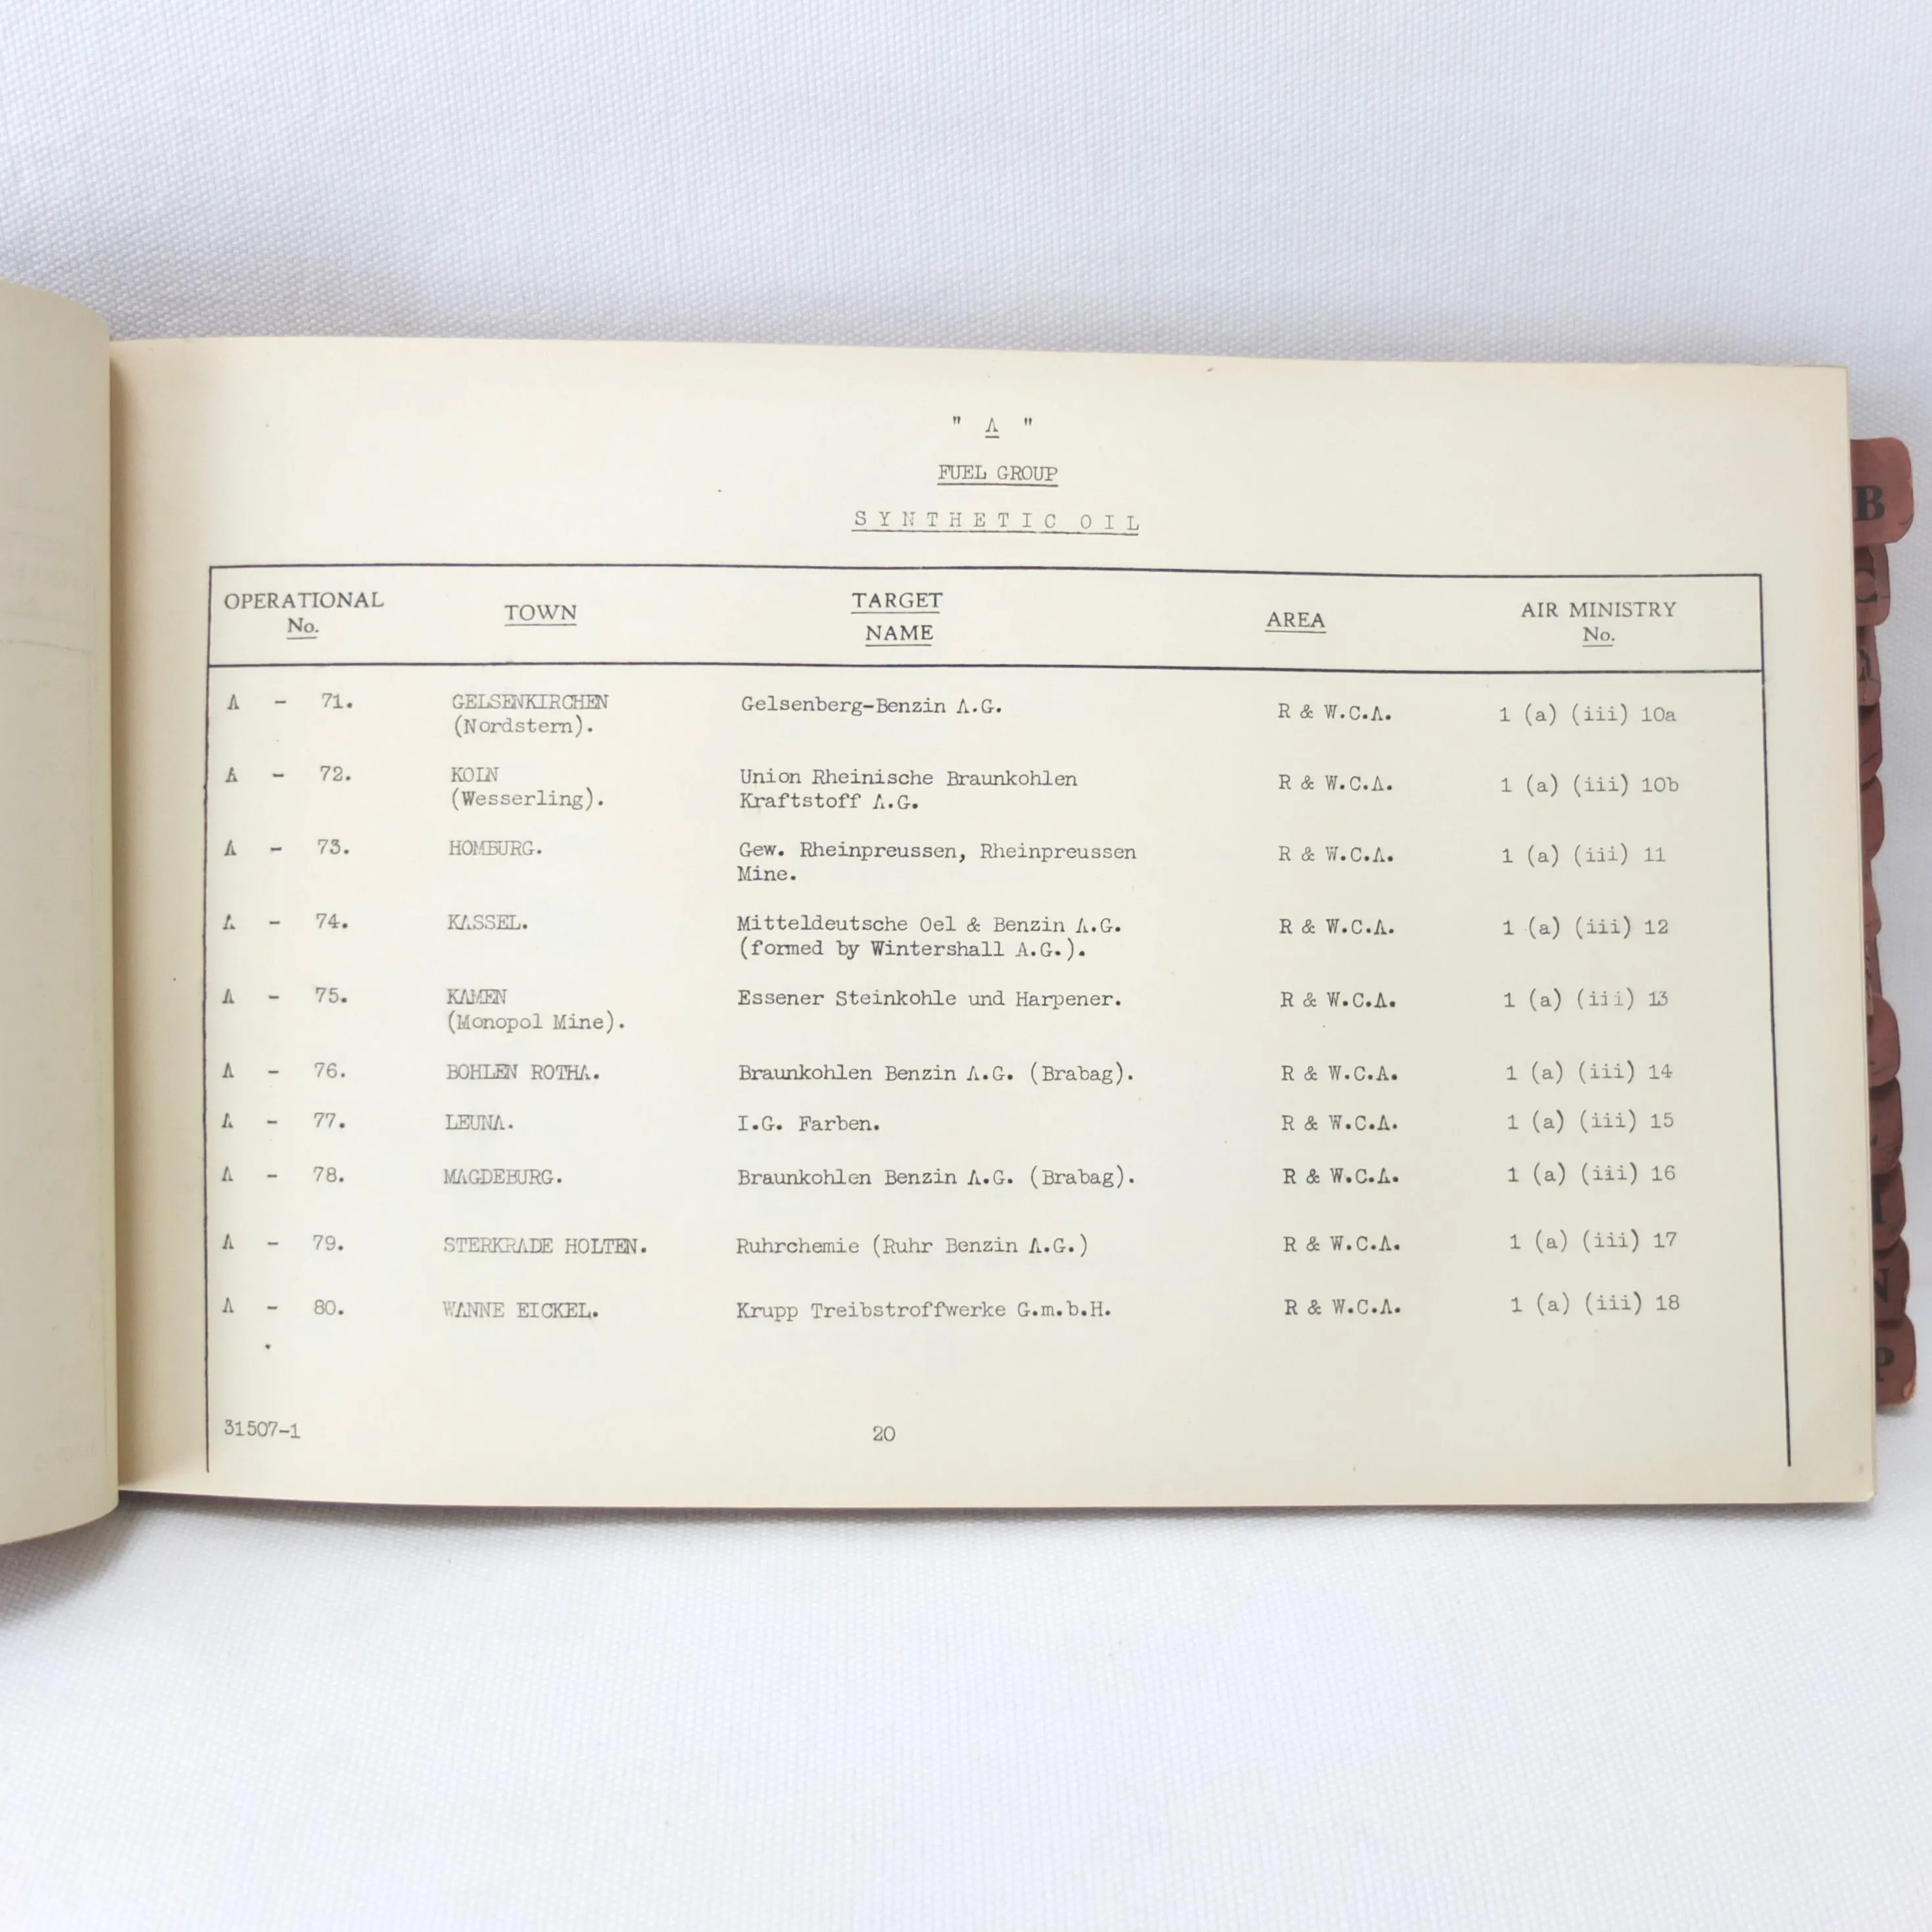 " A "
FUEL GROUP
SYNTHETIC OIL
OPERATIONAL No. TOWN TARGET NAME AREA AIR MINISTRY No.
A - 71. GELSENKIRCHEN Gelsenberg-Benzin A.G. R & W.C.A. 1 (a) (iii) 10a
(Nordstern).
A - 72. KOLN Union Rheinische Braunkohlen R & W.C.A. 1 (a) (iii) 10b
(Wesserling). Kraftstoff A.G.
A - 73. HOMBURG. Gew. Rheinpreussen, Rheinpreussen R & W.C.A. 1 (a) (iii) 11
Mine.
A - 74. KASSEL. Mitteldeutsche Oel & Benzin A.G. R & W.C.A. 1 (a) (iii) 12
(formed by Wintershall A.G.).
A - 75. KAMEN Essener Steinkohle und Harpener. R & W.C.A. 1 (a) (iii) 13
(Monopol Mine).
A - 76. BOHLEN ROTHA. Braunkohlen Benzin A.G. (Brabag). R & W.C.A. 1 (a) (iii) 14
A - 77. LEUNA. I.G. Farben. R & W.C.A. 1 (a) (iii) 15
A - 78. MAGDEBURG. Braunkohlen Benzin A.G. (Brabag). R & W.C.A. 1 (a) (iii) 16
A - 79. STERKRADE HOLTEN. Ruhrchemie (Ruhr Benzin A.G.) R & W.C.A. 1 (a) (iii) 17
A - 80. WANNE EICKEL. Krupp Treibstroffwerke G.m.b.H. R & W.C.A. 1 (a) (iii) 18
31507-1 20
B
C
N
P